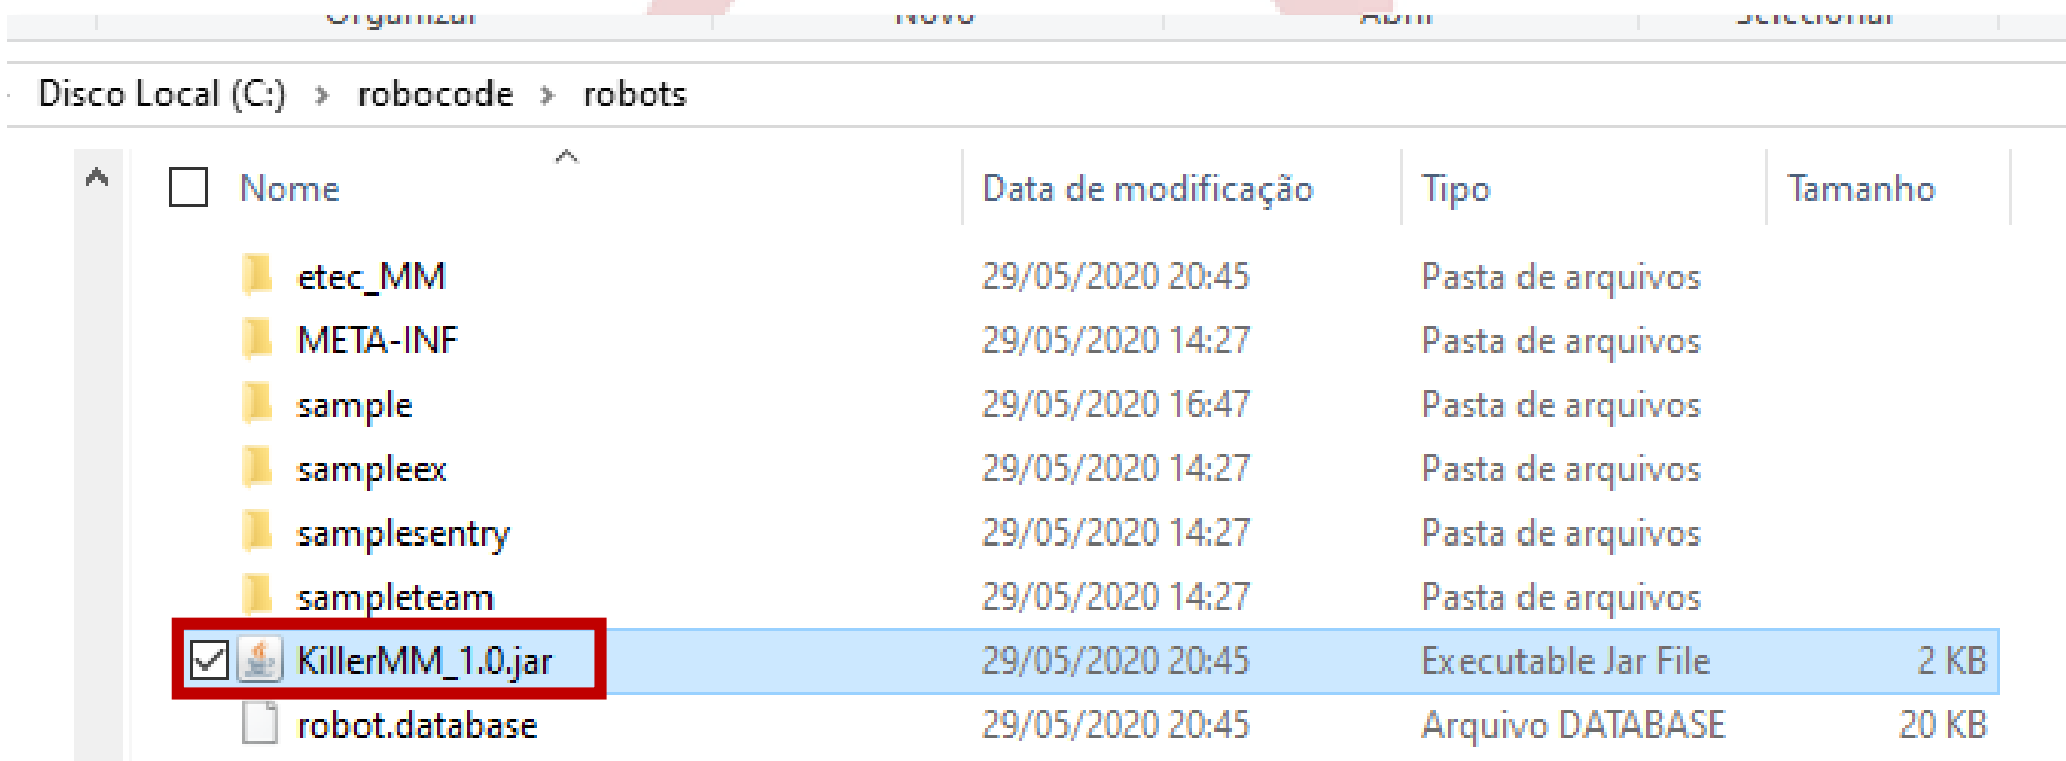 Organizar Novo Abrir Selecionar
Disco Local (C:) > robocode > robots
Nome Data de modificação Tipo Tamanho
etec_MM 29/05/2020 20:45 Pasta de arquivos
META-INF 29/05/2020 14:27 Pasta de arquivos
sample 29/05/2020 16:47 Pasta de arquivos
sampleex 29/05/2020 14:27 Pasta de arquivos
samplesentry 29/05/2020 14:27 Pasta de arquivos
sampleteam 29/05/2020 14:27 Pasta de arquivos
KillerMM_1.0.jar 29/05/2020 20:45 Executable Jar File 2 KB
robot.database 29/05/2020 20:45 Arquivo DATABASE 20 KB